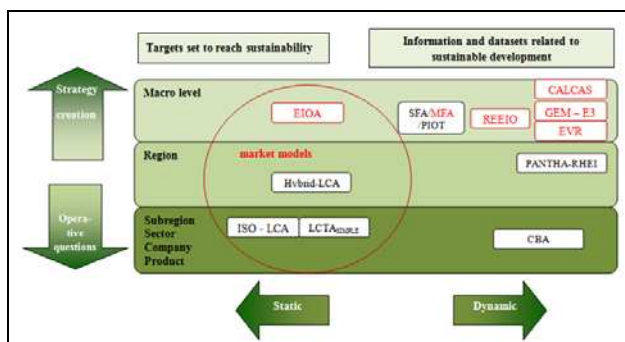 Targets set to reach sustainability
Information and datasets related to
sustainable development
Strategy
creation
Macro level
EIOA
SFA/MFA
/PIOT
REEIO
CALCAS
GEM – E3
EVR
Region
market models
Hybrid-LCA
PANTHA-RHEI
Opera-
tive
questions
Subregion
Sector
Company
Product
ISO - LCA
LCTA
CBA
Static
Dynamic